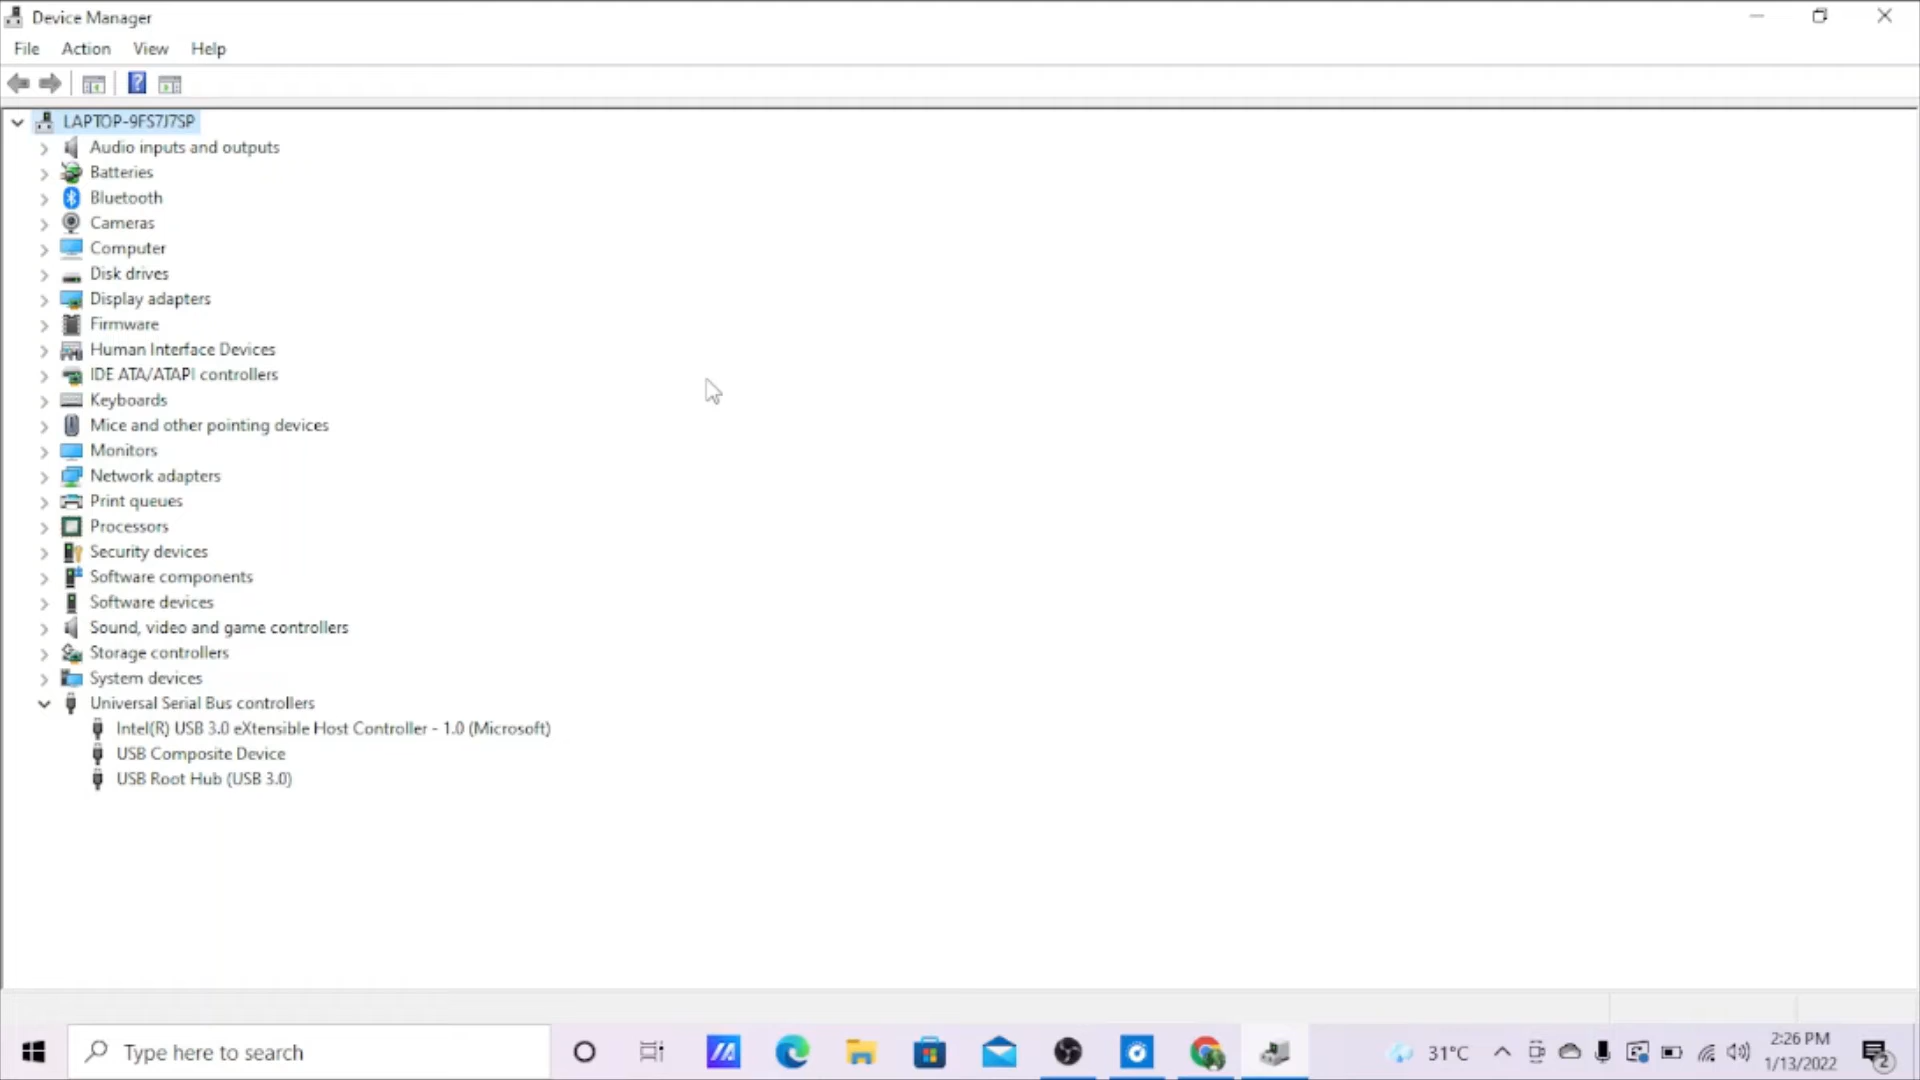 Device Manager
File Action View Help
?
LAPTOP-9FS7J7SP
Audio inputs and outputs
Batteries
Bluetooth
Cameras
Computer
Disk drives
Display adapters
Firmware
Human Interface Devices
IDE ATA/ATAPI controllers
Keyboards
Mice and other pointing devices
Monitors
Network adapters
Print queues
Processors
Security devices
Software components
Software devices
Sound, video and game controllers
Storage controllers
System devices
Universal Serial Bus controllers
Intel(R) USB 3.0 eXtensible Host Controller - 1.0 (Microsoft)
USB Composite Device
USB Root Hub (USB 3.0)
Type here to search
31°C
2:26 PM
1/13/2022
2